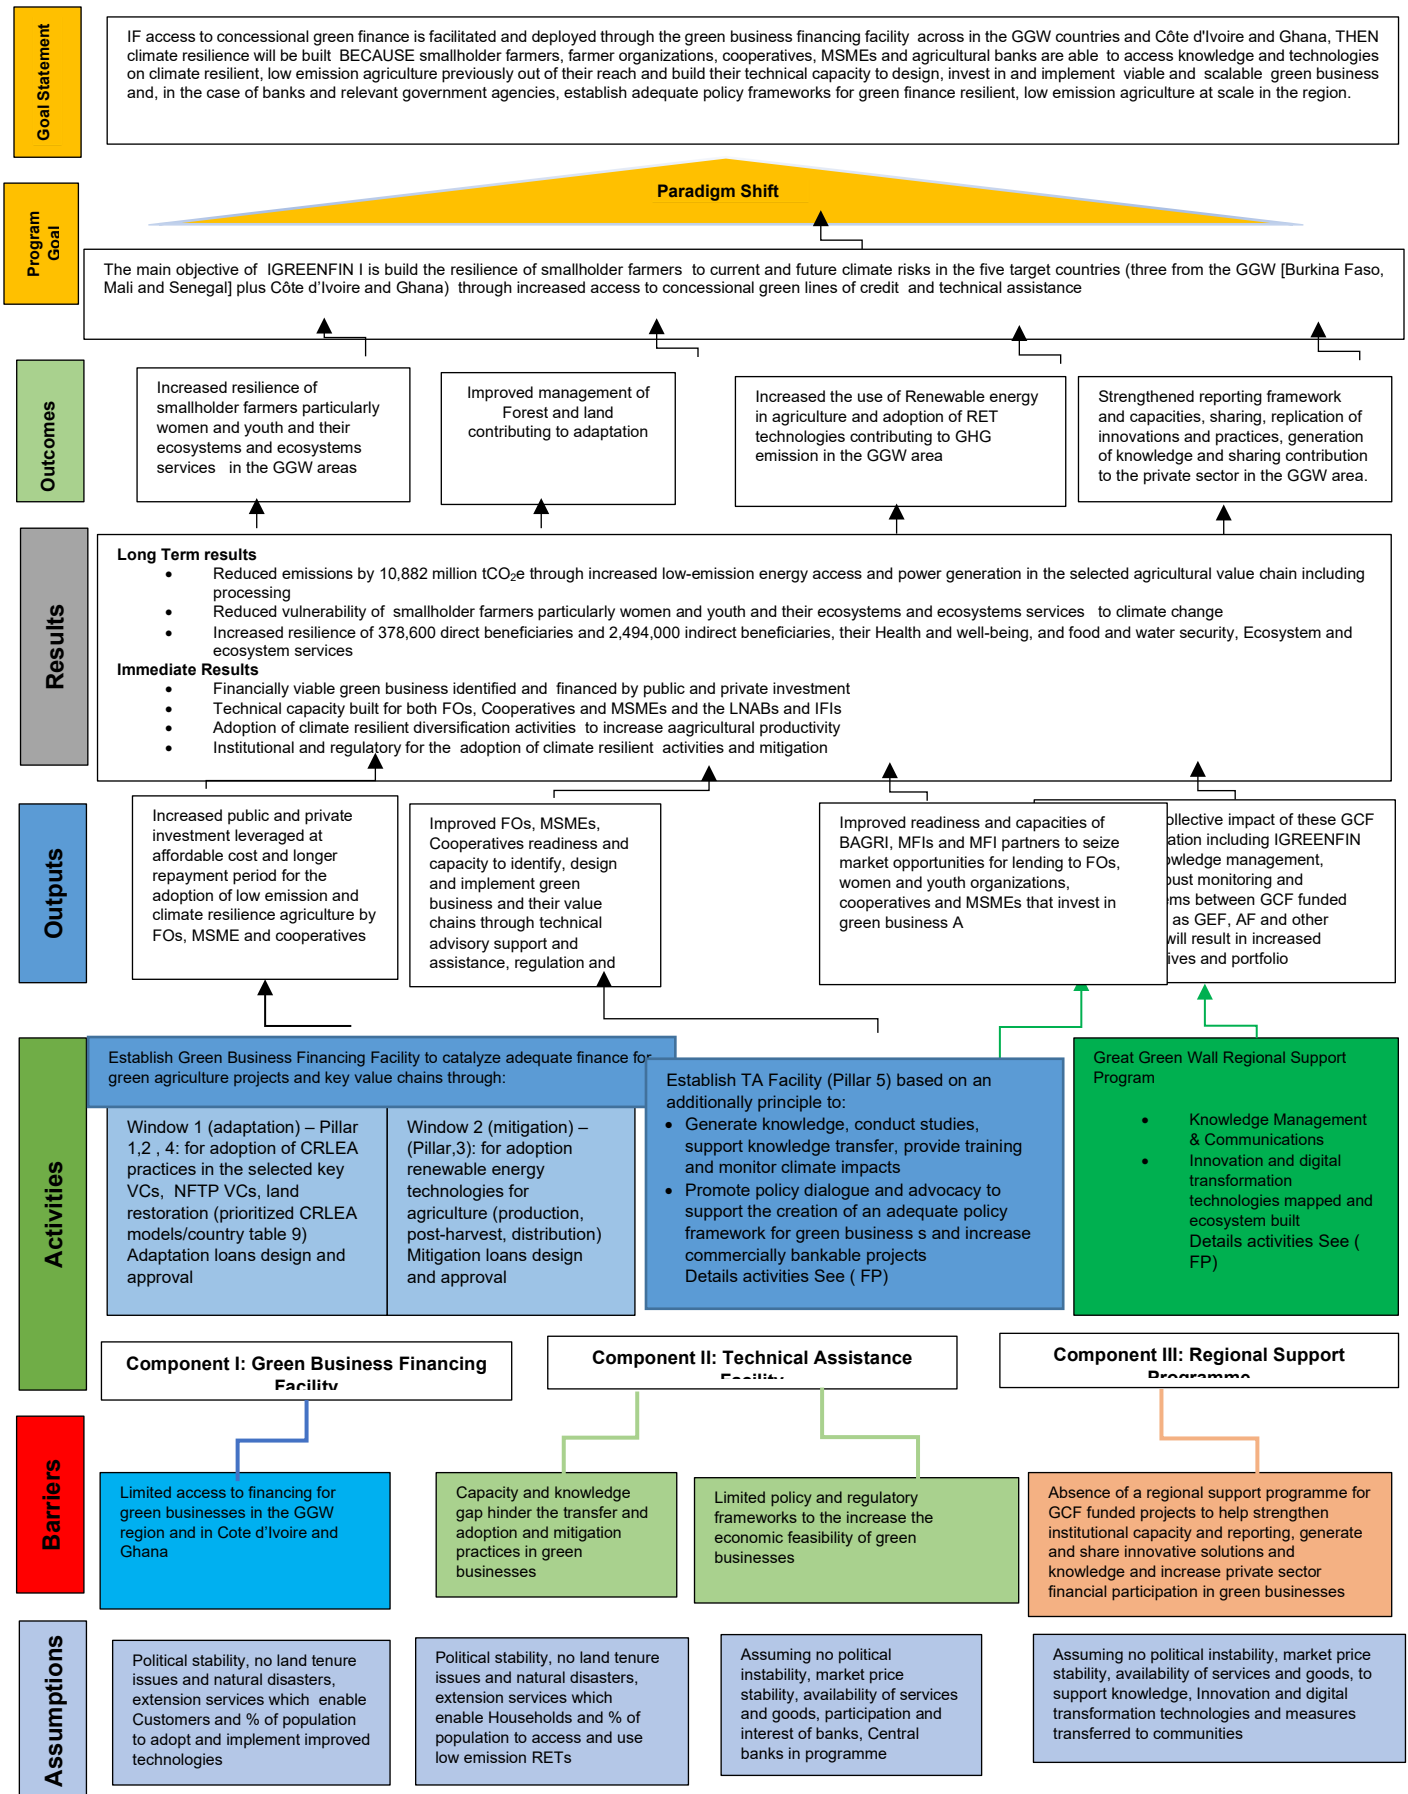 Goal Statement
IF access to concessional green finance is facilitated and deployed through the green business financing facility across in the GGW countries and Côte d'Ivoire and Ghana, THEN
climate resilience will be built BECAUSE smallholder farmers, farmer organizations, cooperatives, MSMEs and agricultural banks are able to access knowledge and technologies
on climate resilient, low emission agriculture previously out of their reach and build their technical capacity to design, invest in and implement viable and scalable green business
and, in the case of banks and relevant government agencies, establish adequate policy frameworks for green finance resilient, low emission agriculture at scale in the region.
Program
Goal
Paradigm Shift
The main objective of IGREENFIN I is build the resilience of smallholder farmers to current and future climate risks in the five target countries (three from the GGW [Burkina Faso,
Mali and Senegal] plus Côte d'Ivoire and Ghana) through increased access to concessional green lines of credit and technical assistance
Outcomes
Increased resilience of
smallholder farmers particularly
women and youth and their
ecosystems and ecosystems
services in the GGW areas
Improved management of
Forest and land
contributing to adaptation
Increased the use of Renewable energy
in agriculture and adoption of RET
technologies contributing to GHG
emission in the GGW area
Strengthened reporting framework
and capacities, sharing, replication of
innovations and practices, generation
of knowledge and sharing contribution
to the private sector in the GGW area.
Results
Long Term results
• Reduced emissions by 10,882 million tCO₂e through increased low-emission energy access and power generation in the selected agricultural value chain including
processing
• Reduced vulnerability of smallholder farmers particularly women and youth and their ecosystems and ecosystems services to climate change
• Increased resilience of 378,600 direct beneficiaries and 2,494,000 indirect beneficiaries, their Health and well-being, and food and water security, Ecosystem and
ecosystem services
Immediate Results
• Financially viable green business identified and financed by public and private investment
• Technical capacity built for both FOs, Cooperatives and MSMEs and the LNABs and IFIs
• Adoption of climate resilient diversification activities to increase aagricultural productivity
• Institutional and regulatory for the adoption of climate resilient activities and mitigation
Outputs
Increased public and private
investment leveraged at
affordable cost and longer
repayment period for the
adoption of low emission and
climate resilience agriculture by
FOs, MSME and cooperatives
Improved FOs, MSMEs,
Cooperatives readiness and
capacity to identify, design
and implement green
business and their value
chains through technical
advisory support and
assistance, regulation and
Improved readiness and capacities of
BAGRI, MFIs and MFI partners to seize
market opportunities for lending to FOs,
women and youth organizations,
cooperatives and MSMEs that invest in
green business A
ollective impact of these GCF
ation including IGREENFIN
wledge management,
ust monitoring and
ms between GCF funded
as GEF, AF and other
will result in increased
ives and portfolio
Activities
Establish Green Business Financing Facility to catalyze adequate finance for
green agriculture projects and key value chains through:
Window 1 (adaptation) – Pillar
1,2 , 4: for adoption of CRLEA
practices in the selected key
VCs, NFTP VCs, land
restoration (prioritized CRLEA
models/country table 9)
Adaptation loans design and
approval
Window 2 (mitigation) –
(Pillar,3): for adoption
renewable energy
technologies for
agriculture (production,
post-harvest, distribution)
Mitigation loans design
and approval
Establish TA Facility (Pillar 5) based on an
additionally principle to:
• Generate knowledge, conduct studies,
support knowledge transfer, provide training
and monitor climate impacts
• Promote policy dialogue and advocacy to
support the creation of an adequate policy
framework for green business s and increase
commercially bankable projects
Details activities See ( FP)
Great Green Wall Regional Support
Program
• Knowledge Management
& Communications
• Innovation and digital
transformation
technologies mapped and
ecosystem built
Details activities See (
FP)
Component I: Green Business Financing
Facility
Component II: Technical Assistance
Facility
Component III: Regional Support
Programme
Barriers
Limited access to financing for
green businesses in the GGW
region and in Cote d'Ivoire and
Ghana
Capacity and knowledge
gap hinder the transfer and
adoption and mitigation
practices in green
businesses
Limited policy and regulatory
frameworks to the increase the
economic feasibility of green
businesses
Absence of a regional support programme for
GCF funded projects to help strengthen
institutional capacity and reporting, generate
and share innovative solutions and
knowledge and increase private sector
financial participation in green businesses
Assumptions
Political stability, no land tenure
issues and natural disasters,
extension services which enable
Customers and % of population
to adopt and implement improved
technologies
Political stability, no land tenure
issues and natural disasters,
extension services which
enable Households and % of
population to access and use
low emission RETs
Assuming no political
instability, market price
stability, availability of services
and goods, participation and
interest of banks, Central
banks in programme
Assuming no political instability, market price
stability, availability of services and goods, to
support knowledge, Innovation and digital
transformation technologies and measures
transferred to communities